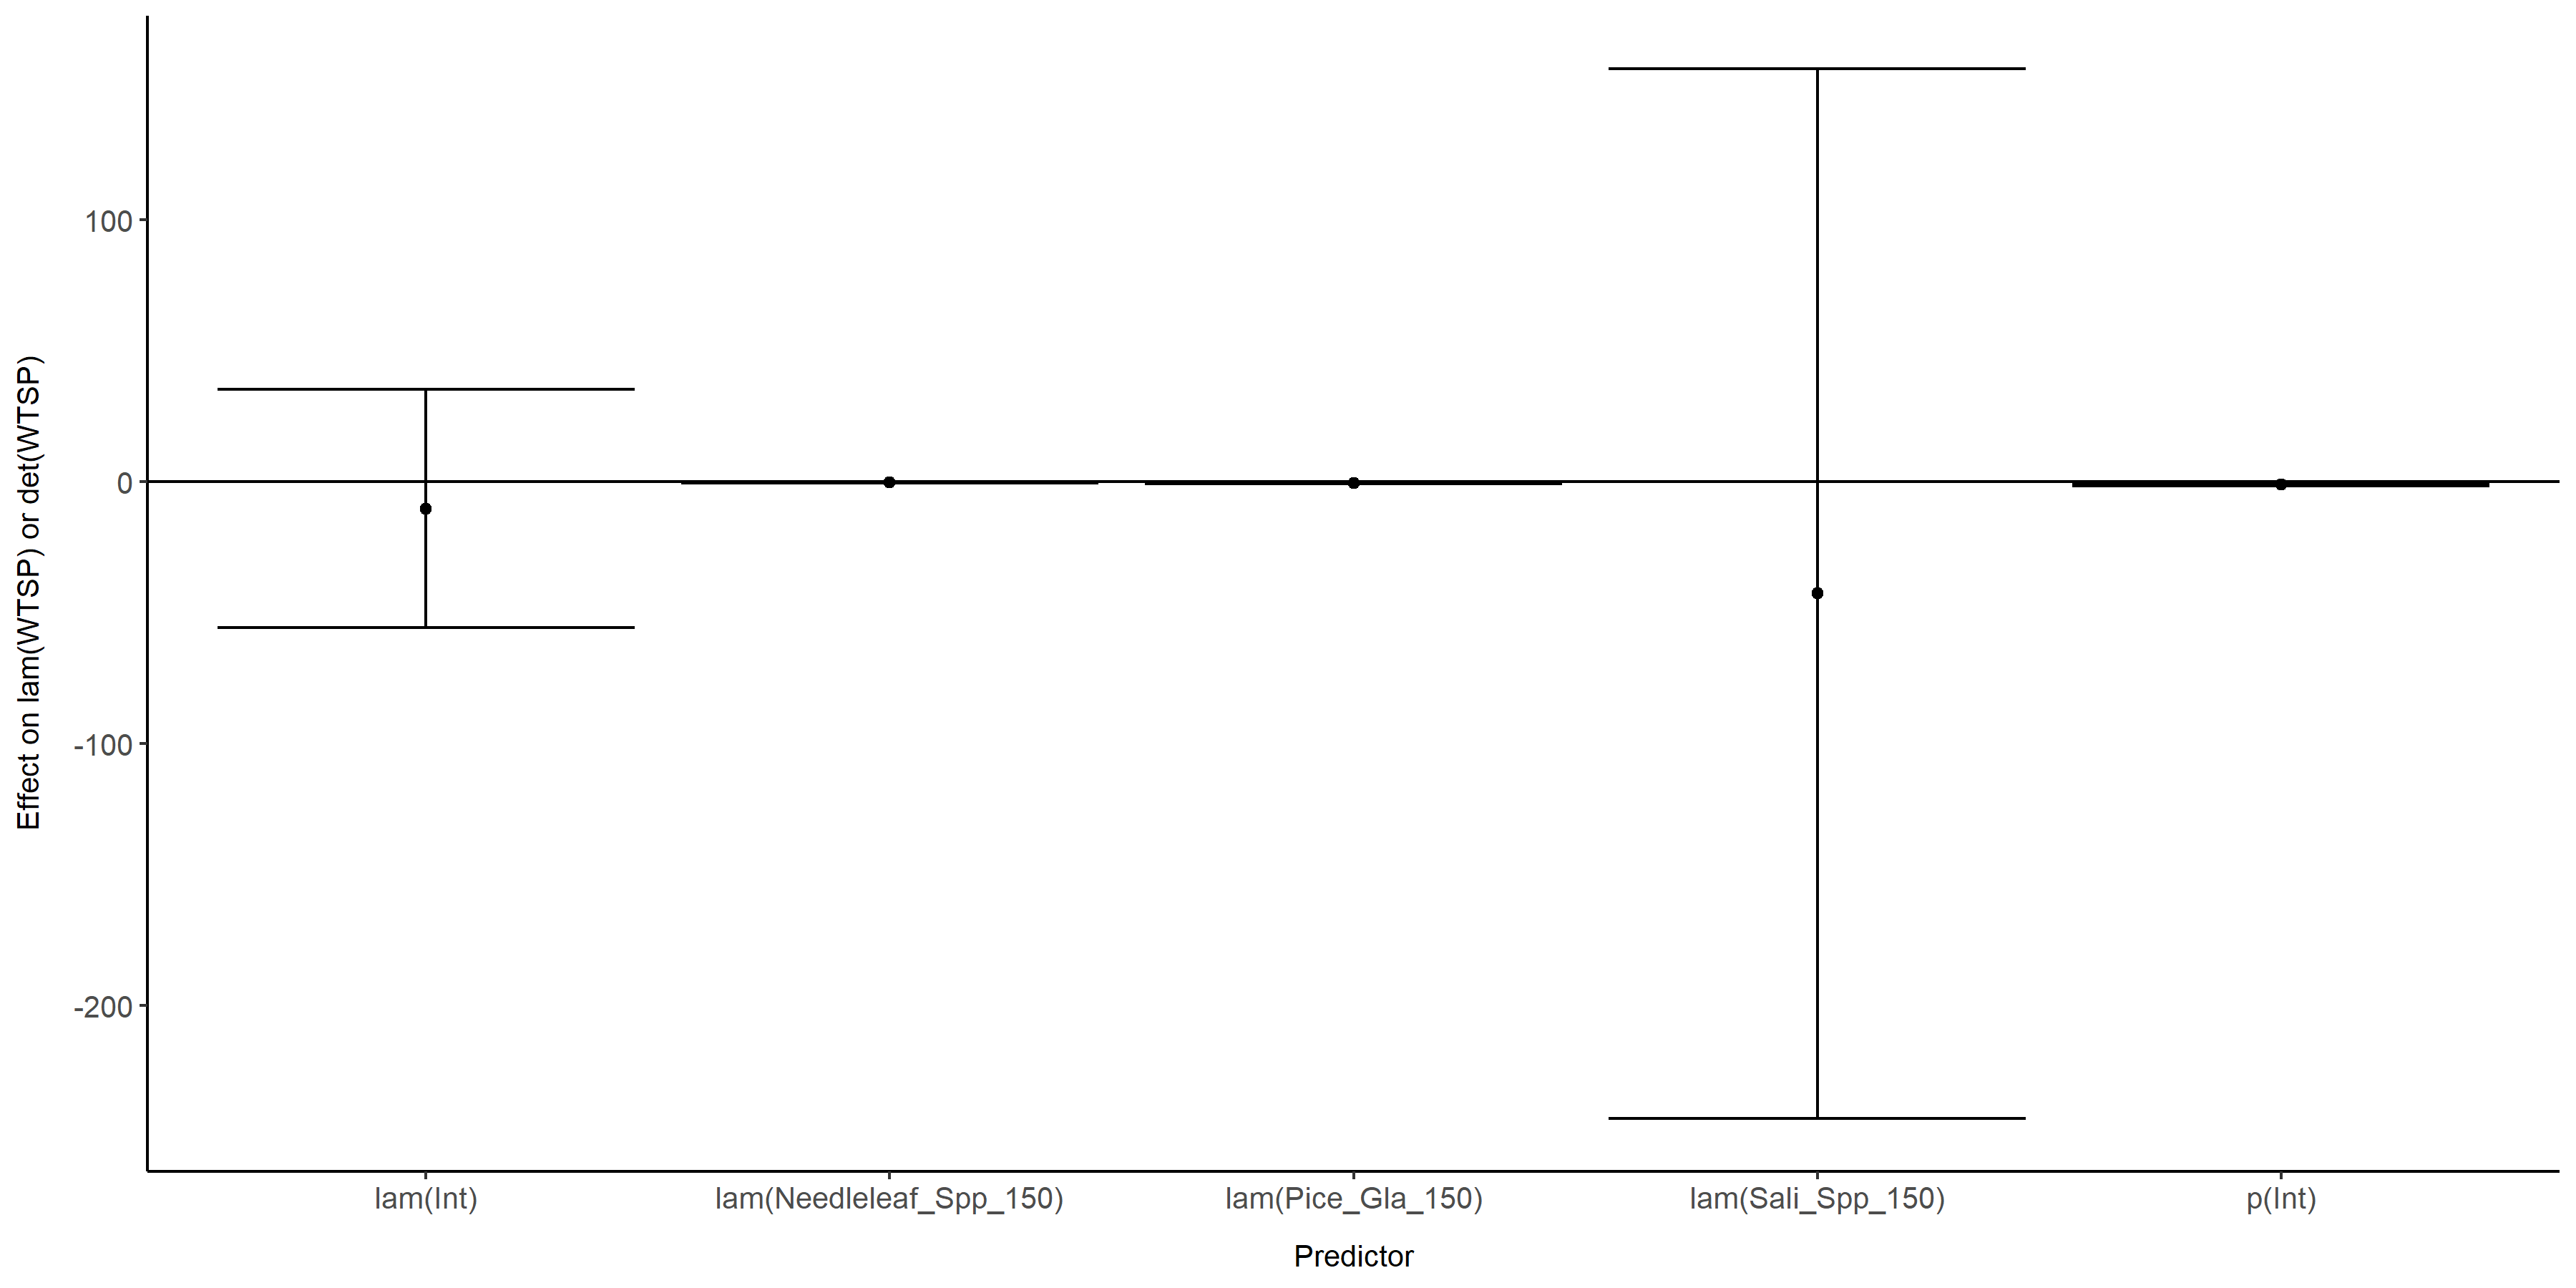 Effect on lam(WTSP) or det(WTSP)
100
0
-100
-200
lam(Int)
lam(Needleleaf_Spp_150)
lam(Pice_Gla_150)
lam(Sali_Spp_150)
p(Int)
Predictor